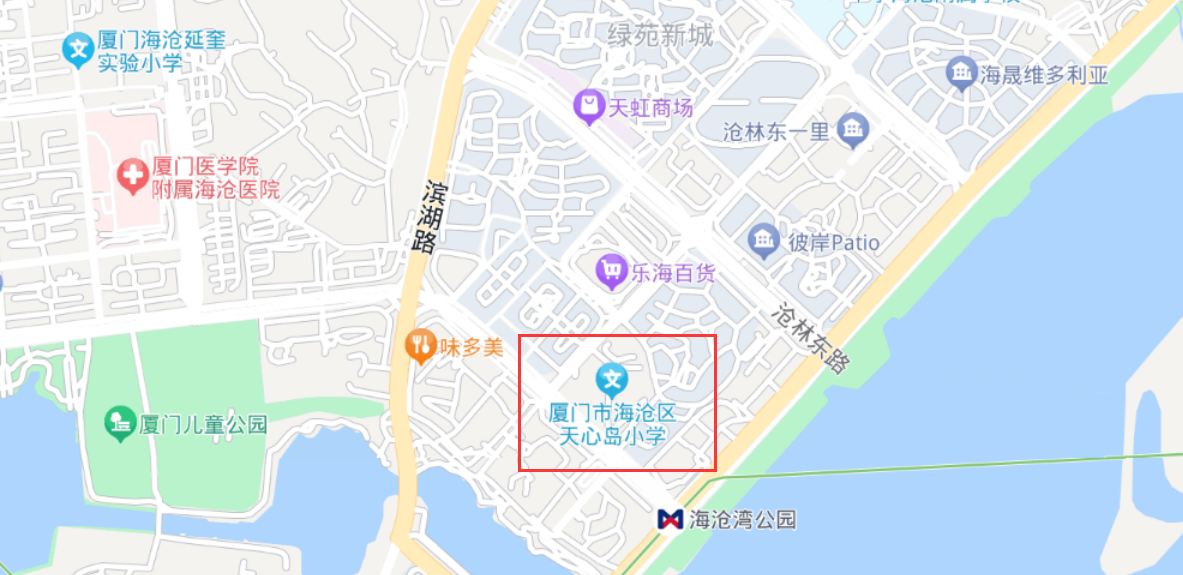 绿苑新城
厦门海沧延奎
实验小学
海晟维多利亚
天虹商场
沧林东一里
厦门医学院
附属海沧医院
滨湖路
彼岸Patio
乐海百货
沧林东路
味多美
厦门市海沧区
天心岛小学
厦门儿童公园
海沧湾公园